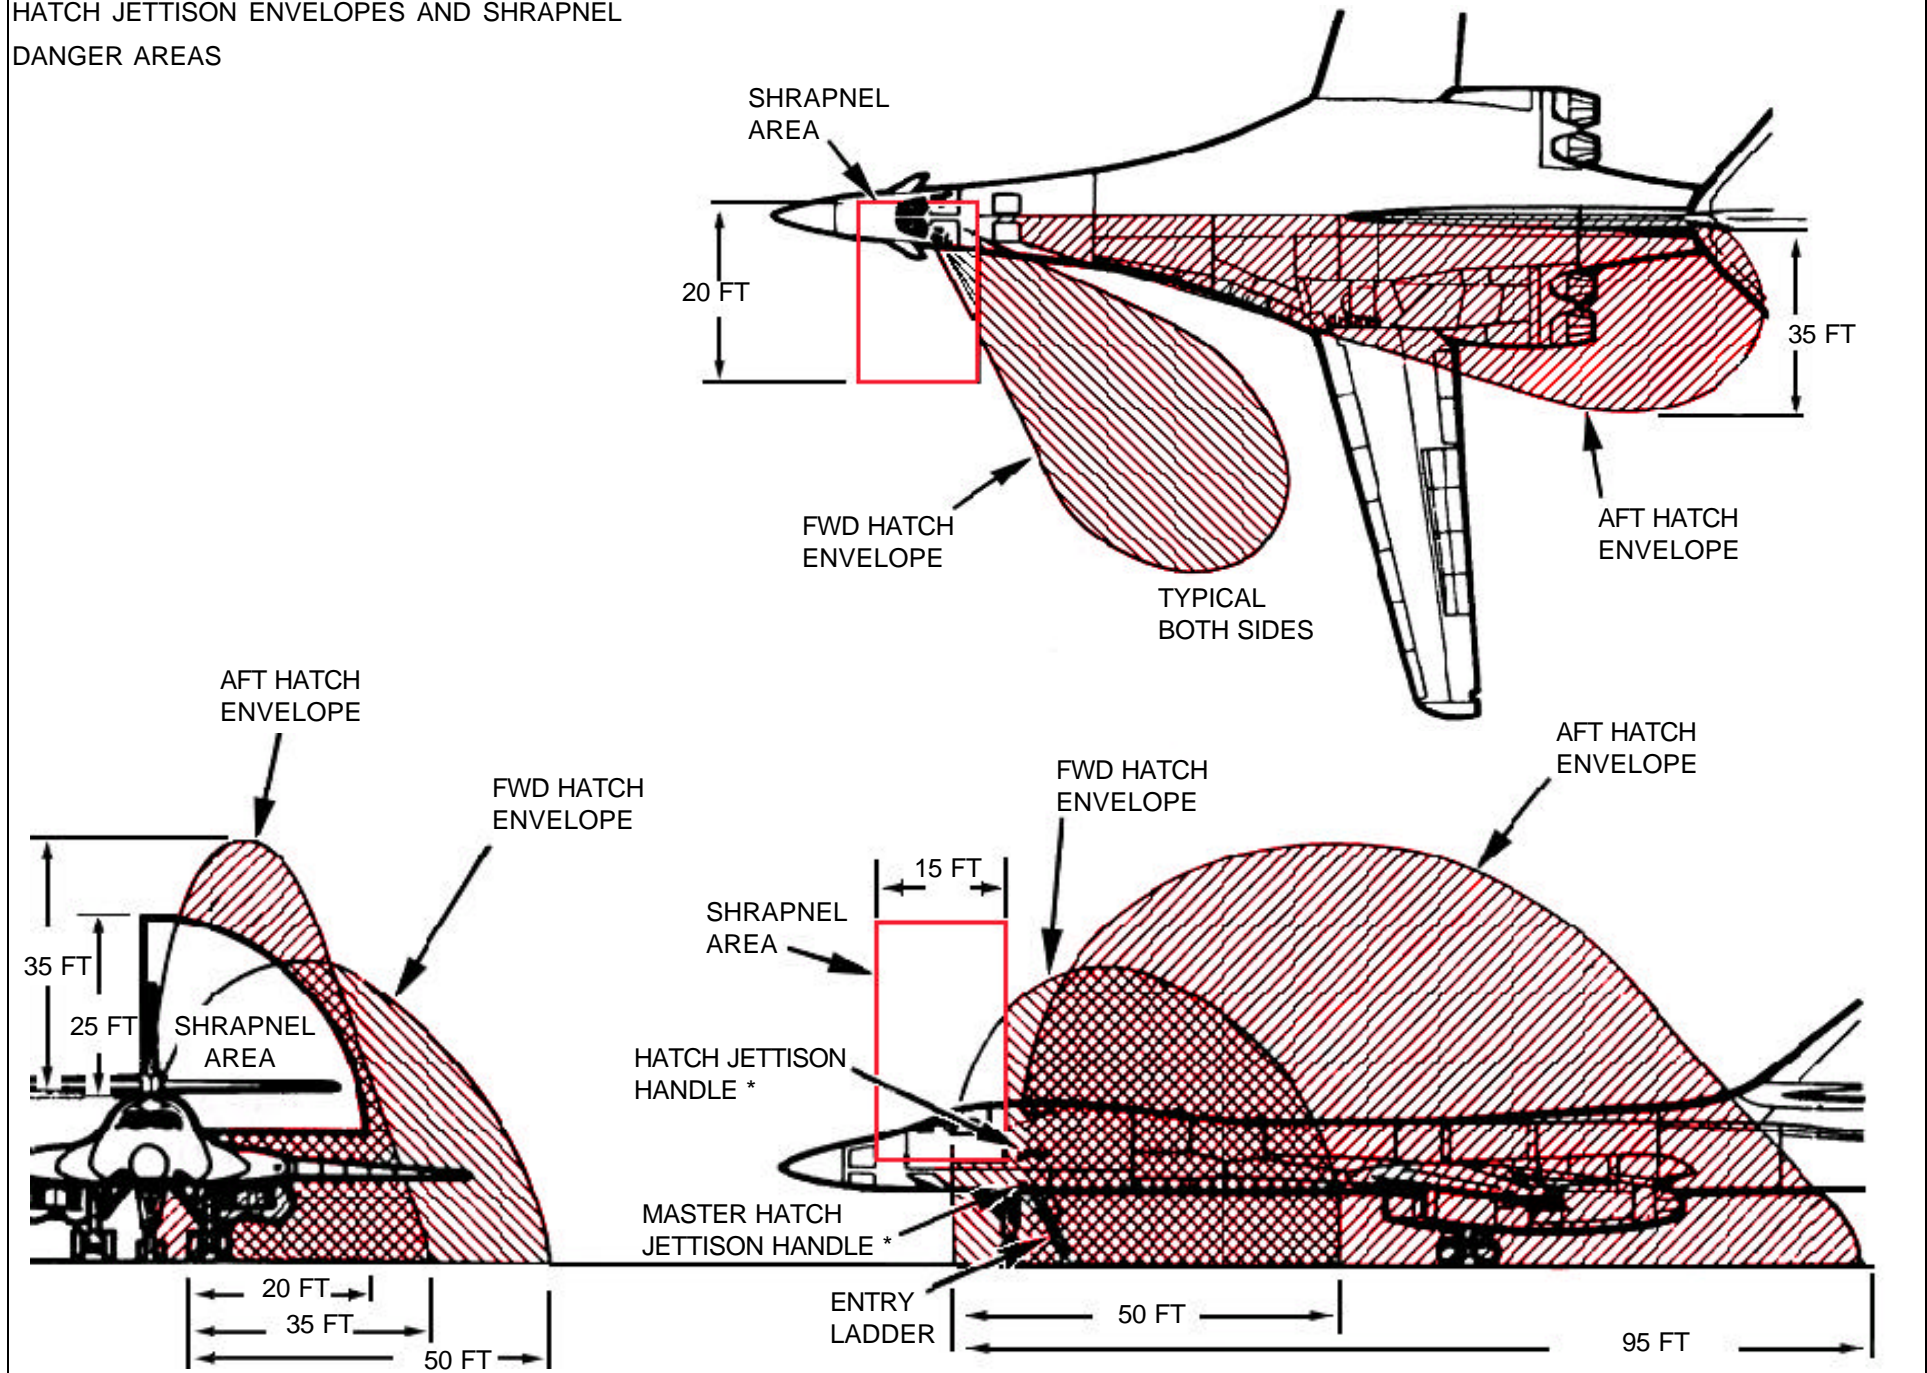 HATCH JETTISON ENVELOPES AND SHRAPNEL
DANGER AREAS
SHRAPNEL
AREA
20 FT
35 FT
FWD HATCH
ENVELOPE
AFT HATCH
ENVELOPE
TYPICAL
BOTH SIDES
AFT HATCH
ENVELOPE
FWD HATCH
ENVELOPE
35 FT
25 FT
SHRAPNEL
AREA
20 FT
35 FT
50 FT
FWD HATCH
ENVELOPE
AFT HATCH
ENVELOPE
15 FT
SHRAPNEL
AREA
HATCH JETTISON
HANDLE *
MASTER HATCH
JETTISON HANDLE *
ENTRY
LADDER
50 FT
95 FT